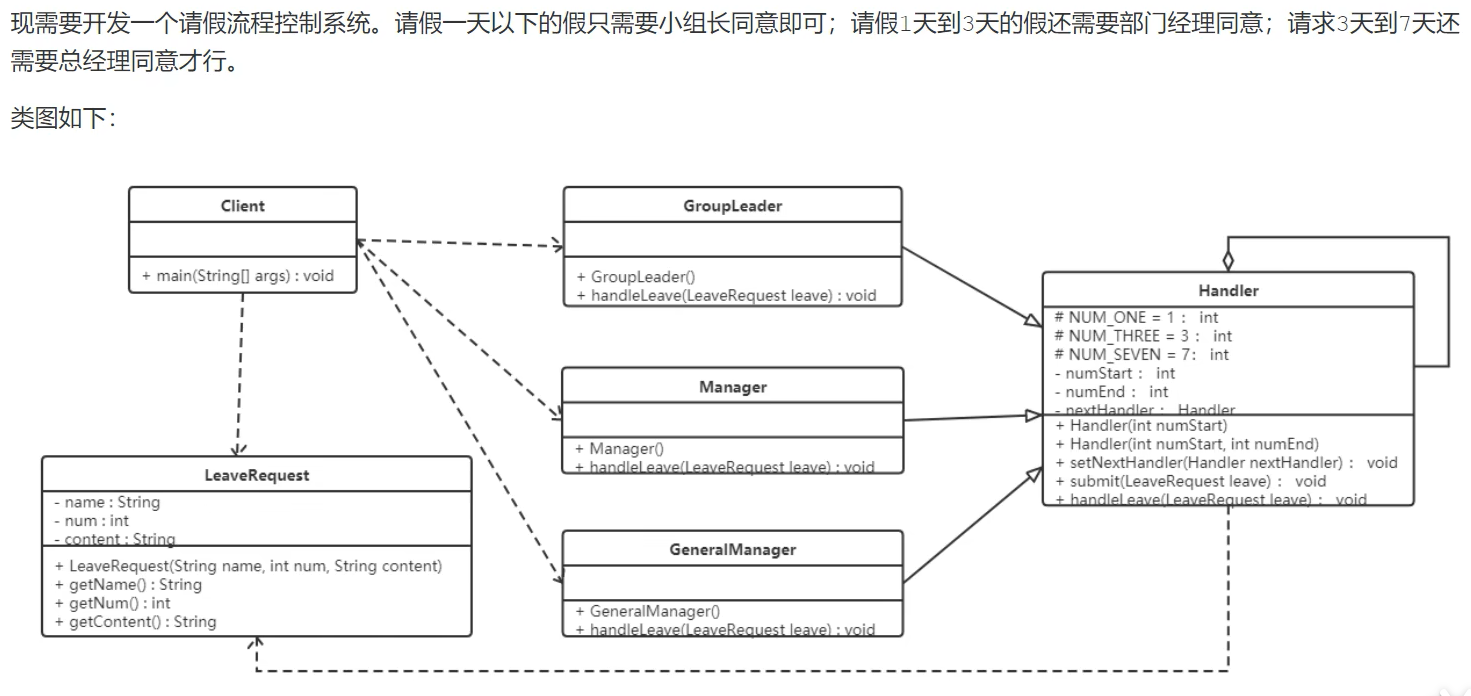 现需要开发一个请假流程控制系统。请假一天以下的假只需要小组长同意即可；请假1天到3天的假还需要部门经理同意；请求3天到7天还
需要总经理同意才行。
类图如下：
Client
+ main(String[] args) : void
GroupLeader
+ GroupLeader()
+ handleLeave(LeaveRequest leave) : void
Handler
# NUM_ONE = 1 : int
# NUM_THREE = 3 : int
# NUM_SEVEN = 7: int
- numStart : int
- numEnd : int
- nextHandler : Handler
+ Handler(int numStart)
+ Handler(int numStart, int numEnd)
+ setNextHandler(Handler nextHandler) : void
+ submit(LeaveRequest leave) : void
+ handleLeave(LeaveRequest leave) : void
Manager
+ Manager()
+ handleLeave(LeaveRequest leave) : void
LeaveRequest
- name : String
- num : int
- content : String
+ LeaveRequest(String name, int num, String content)
+ getName() : String
+ getNum() : int
+ getContent() : String
GeneralManager
+ GeneralManager()
+ handleLeave(LeaveRequest leave) : void